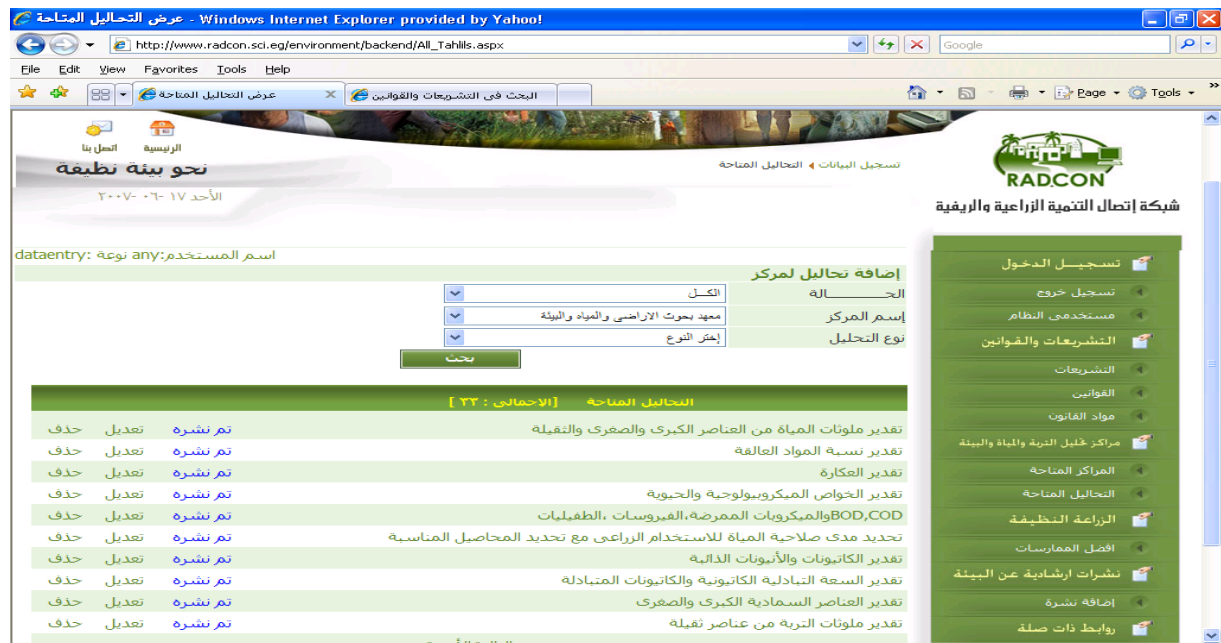 عرض التحاليل المتاحة - Windows Internet Explorer provided by Yahoo!
http://www.radcon.sci.eg/environment/backend/All_Tahlils.aspx
Google
File Edit View Favorites Tools Help
عرض التحاليل المتاحة
البحث فى التشريعات والقوانين
Page Tools
الرئيسية اتصل بنا
نحو بيئة نظيفة
الأحد ١٧ -٠٦ -٢٠٠٧
تسجيل البيانات التحاليل المتاحة
RADCON
شبكة إتصال التنمية الزراعية والريفية
اسم المستخدم:any نوعة :dataentry
إضافة تحاليل لمركز
الحـــــالة الكــل
إسم المركز معهد بحوث الاراضى والمياه والبيئة
نوع التحليل إختر النوع
بحث
التحاليل المتاحة [الإجمالى : ٢٣ ]
تقدير ملوثات المياة من العناصر الكبرى والصغرى والثقيلة تم نشره تعديل حذف
تقدير نسبة المواد العالقة تم نشره تعديل حذف
تقدير العكارة تم نشره تعديل حذف
تقدير الخواص الميكروبيولوجية والحيوية تم نشره تعديل حذف
BOD,CODوالميكروبات الممرضة،الفيروسات ،الطفيليات تم نشره تعديل حذف
تحديد مدى صلاحية المياة للاستخدام الزراعى مع تحديد المحاصيل المناسبة تم نشره تعديل حذف
تقدير الكاتيونات والأنيونات الذائبة تم نشره تعديل حذف
تقدير السعة التبادلية الكاتيونية والكاتيونات المتبادلة تم نشره تعديل حذف
تقدير العناصر السمادية الكبرى والصغرى تم نشره تعديل حذف
تقدير ملوثات التربة من عناصر ثقيلة تم نشره تعديل حذف
تسجيـــل الدخول
تسجيل خروج
مستخدمى النظام
التشريعات والقوانين
التشريعات
القوانين
مواد القانون
مراكز تحليل التربة والمياة والبيئة
المراكز المتاحة
التحاليل المتاحة
الزراعة النظيفة
افضل الممارسات
نشرات ارشادية عن البيئة
إضافة نشرة
روابط ذات صلة